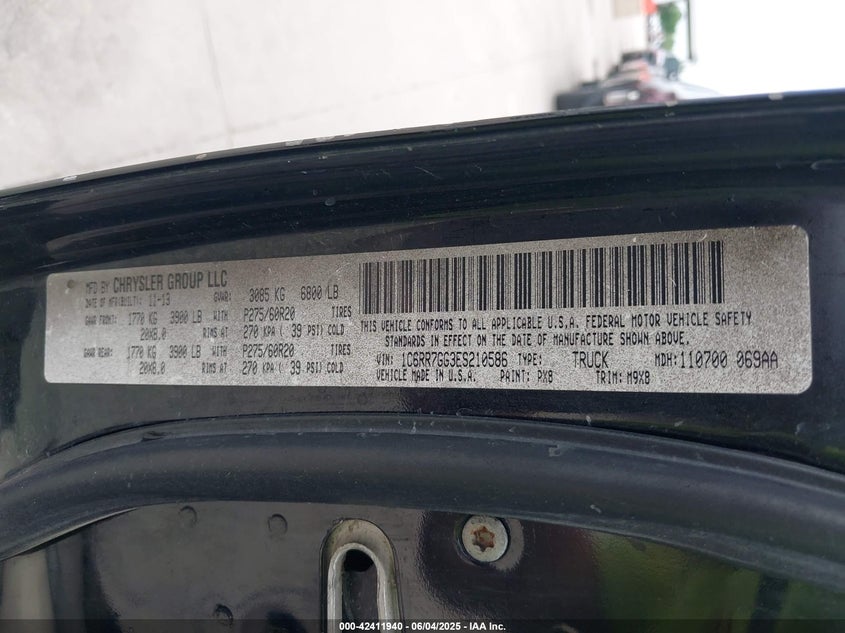 MFD BY CHRYSLER GROUP LLC
DATE OF MFR(BUILT): 11-13 GVWR: 3085 KG 6800 LB
GAWR FRONT: 1770 KG 3900 LB WITH P275/60R20 TIRES
20X8.0 RIMS AT 270 KPA ( 39 PSI) COLD
GAWR REAR: 1770 KG 3900 LB WITH P275/60R20 TIRES
20X8.0 RIMS AT 270 KPA ( 39 PSI) COLD
THIS VEHICLE CONFORMS TO ALL APPLICABLE U.S.A. FEDERAL MOTOR VEHICLE SAFETY
STANDARDS IN EFFECT ON THE DATE OF MANUFACTURE SHOWN ABOVE.
VIN: 1C6RR7GG3ES210586 TYPE: TRUCK MDH: 110700 069AA
VEHICLE MADE IN U.S.A. PAINT: PX8 TRIM: M9X8
000-42411940 - 06/04/2025 - IAA Inc.